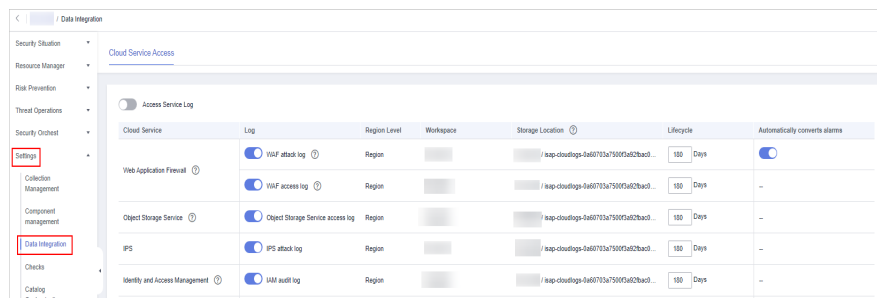 / Data Integration
Security Situation
Resource Manager
Risk Prevention
Threat Operations
Security Orchest
Settings
Collection
Management
Component
management
Data Integration
Checks
Catalog
Cloud Service Access
Access Service Log
Cloud Service Log Region Level Workspace Storage Location Lifecycle Automatically converts alarms
Web Application Firewall
WAF attack log Region / isap-cloudlogs-0a60703a7500f3a92fbac0... 180 Days
WAF access log Region / isap-cloudlogs-0a60703a7500f3a92fbac0... 180 Days --
Object Storage Service Object Storage Service access log Region / isap-cloudlogs-0a60703a7500f3a92fbac0... 180 Days --
IPS IPS attack log Region / isap-cloudlogs-0a60703a7500f3a92fbac0... 180 Days --
Identity and Access Management IAM audit log Region / isap-cloudlogs-0a60703a7500f3a92fbac0... 180 Days --